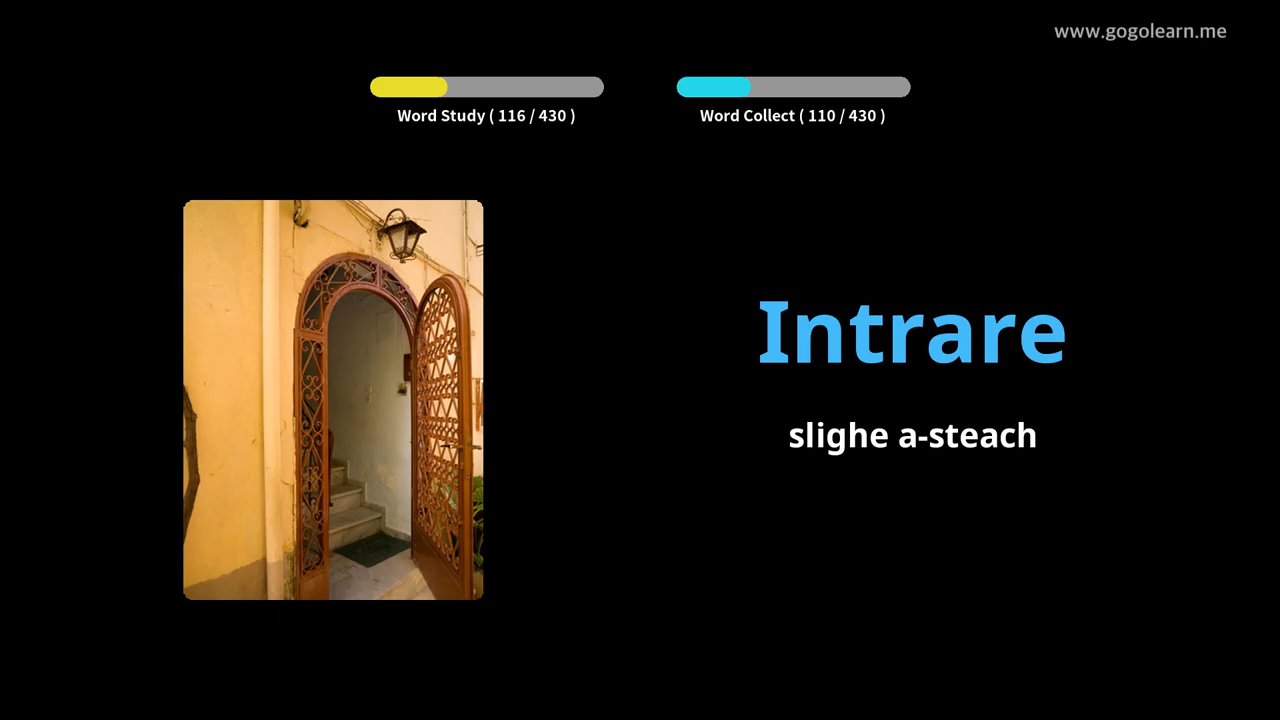 www.gogolearn.me
Word Study ( 116 / 430 )
Word Collect ( 110 / 430 )
Intrare
slighe a-steach